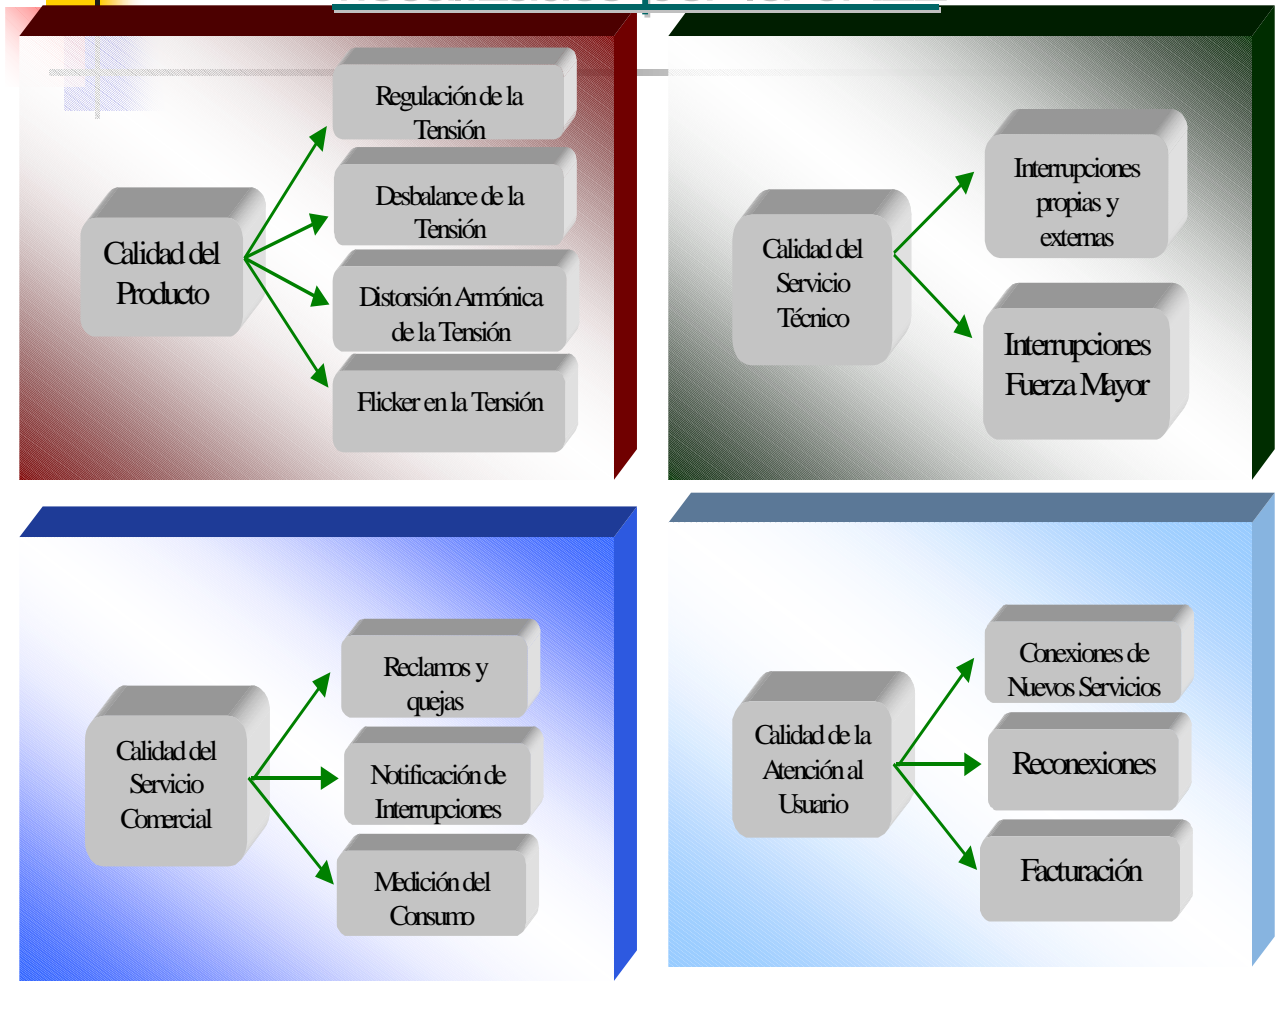 Calidad del
Producto
Regulación de la
Tensión
Desbalance de la
Tensión
Distorsión Armónica
de la Tensión
Flicker en la Tensión
Calidad del
Servicio
Técnico
Interrupciones
propias y
externas
Interrupciones
Fuerza Mayor
Calidad del
Servicio
Comercial
Reclamos y
quejas
Notificación de
Interrupciones
Medición del
Consumo
Calidad de la
Atención al
Usuario
Conexiones de
Nuevos Servicios
Reconexiones
Facturación